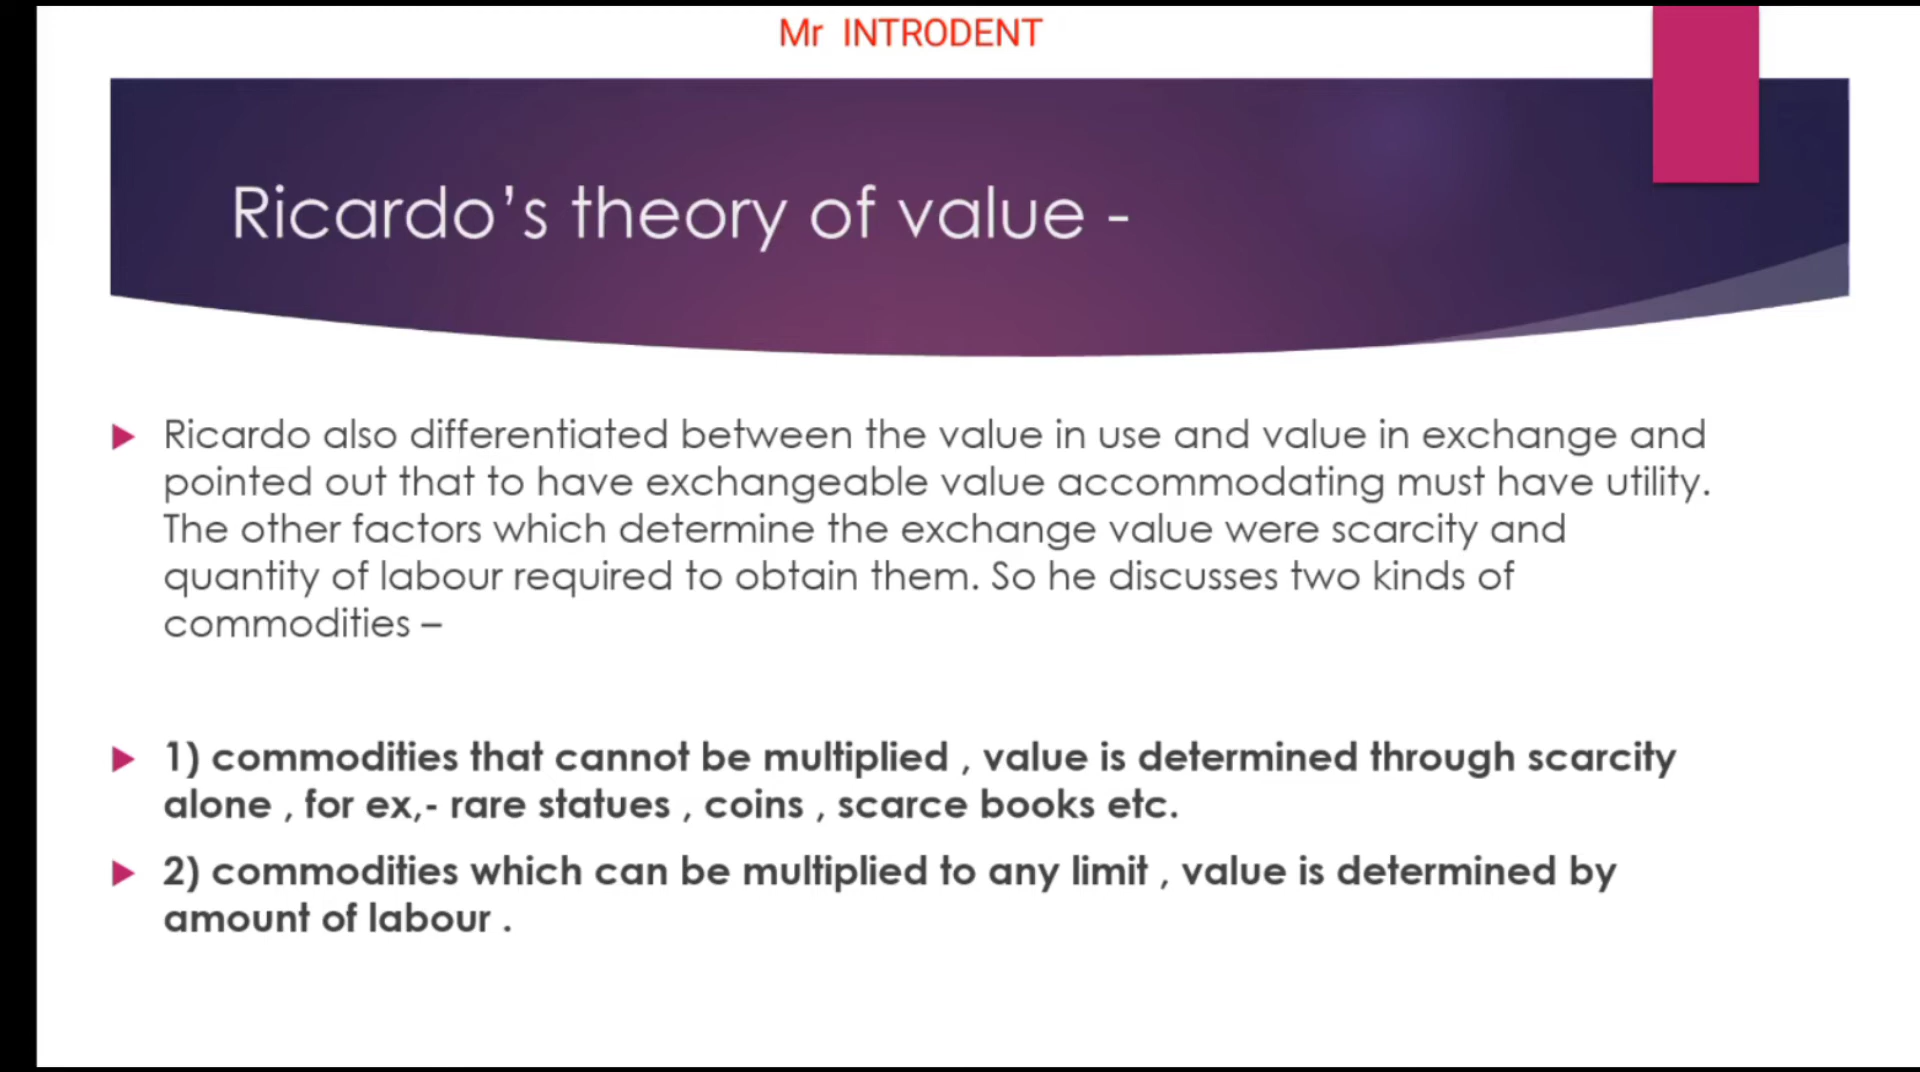 Mr INTRODENT
Ricardo’s theory of value -
Ricardo also differentiated between the value in use and value in exchange and
pointed out that to have exchangeable value accommodating must have utility.
The other factors which determine the exchange value were scarcity and
quantity of labour required to obtain them. So he discusses two kinds of
commodities –
1) commodities that cannot be multiplied , value is determined through scarcity
alone , for ex,- rare statues , coins , scarce books etc.
2) commodities which can be multiplied to any limit , value is determined by
amount of labour .